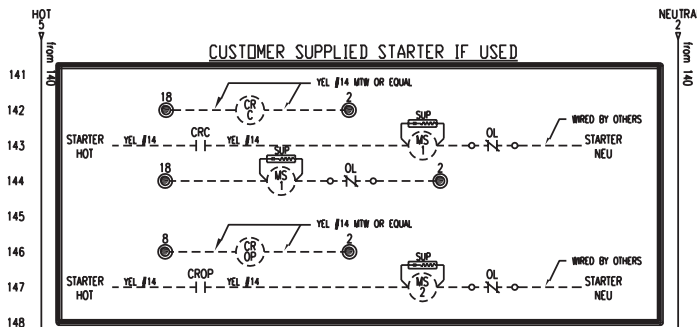 HOT
5
NEUTRA
2
from 140
from 140
CUSTOMER SUPPLIED STARTER IF USED
141
18
YEL #14 MTW OR EQUAL
2
142
CR
C
SUP
WIRED BY OTHERS
143
STARTER
HOT
YEL #14
CRC
YEL #14
MS
1
OL
STARTER
NEU
SUP
144
18
MS
1
OL
2
145
8
YEL #14 MTW OR EQUAL
2
146
CR
OP
SUP
WIRED BY OTHERS
147
STARTER
HOT
YEL #14
CROP
YEL #14
MS
2
OL
STARTER
NEU
148